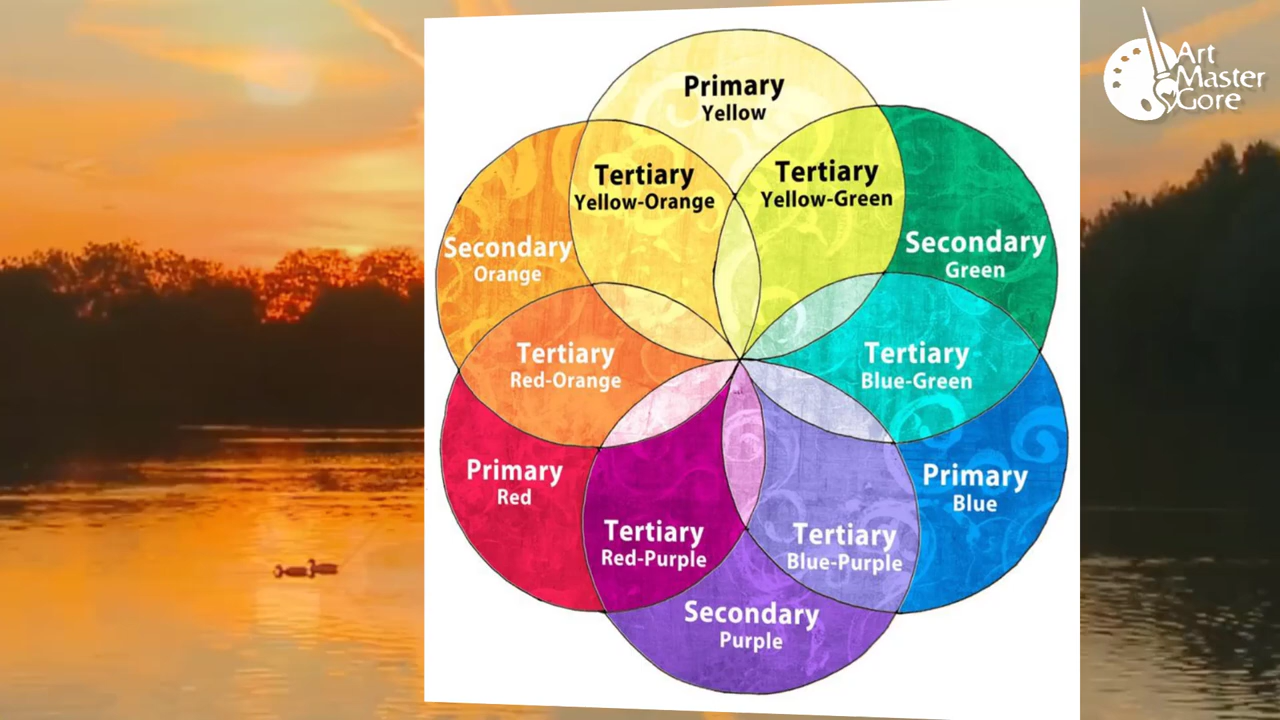 Art
Master
Gore
Primary
Yellow
Tertiary
Yellow-Orange
Tertiary
Yellow-Green
Secondary
Orange
Secondary
Green
Tertiary
Red-Orange
Tertiary
Blue-Green
Primary
Red
Primary
Blue
Tertiary
Red-Purple
Tertiary
Blue-Purple
Secondary
Purple